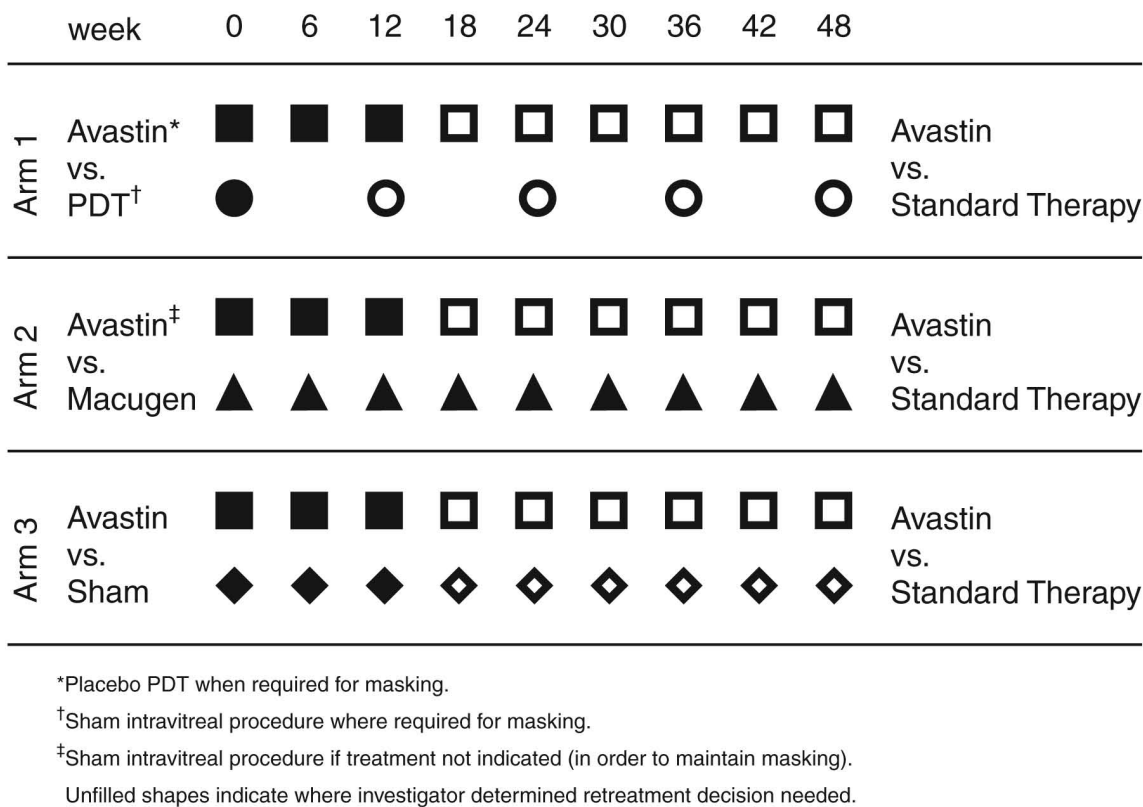 week 0 6 12 18 24 30 36 42 48
Arm 1
Avastin*
vs.
PDT†
Avastin
vs.
Standard Therapy
Arm 2
Avastin‡
vs.
Macugen
Avastin
vs.
Standard Therapy
Arm 3
Avastin
vs.
Sham
Avastin
vs.
Standard Therapy
*Placebo PDT when required for masking.
†Sham intravitreal procedure where required for masking.
‡Sham intravitreal procedure if treatment not indicated (in order to maintain masking).
Unfilled shapes indicate where investigator determined retreatment decision needed.